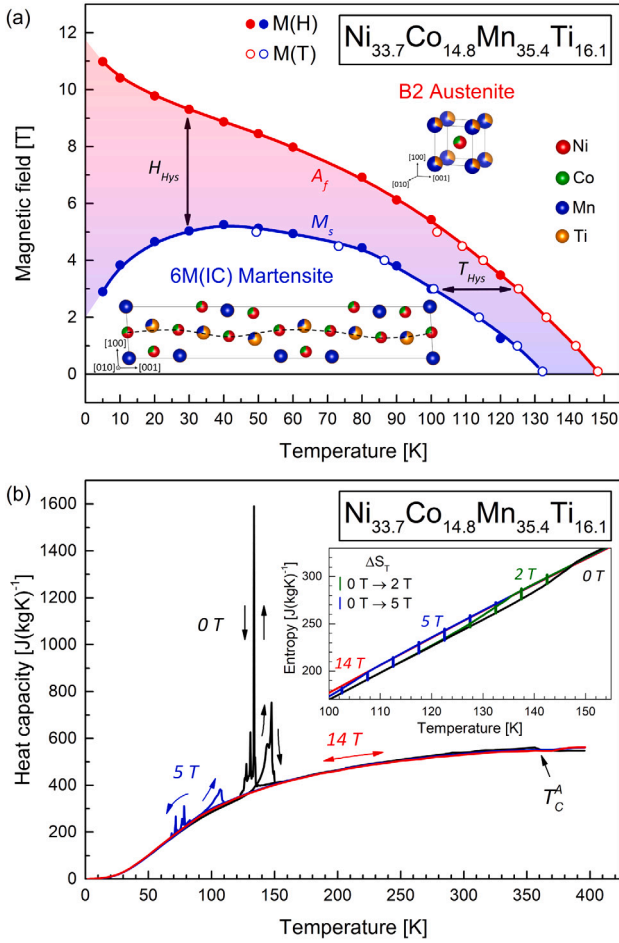 (a)
M(H)
M(T)
Ni33.7Co14.8Mn35.4Ti16.1
B2 Austenite
[100]
[010]
[001]
Ni
Co
Mn
Ti
HHys
Af
Ms
THys
6M(IC) Martensite
[100]
[010]
[001]
Magnetic field [T]
12
10
8
6
4
2
0
0 10 20 30 40 50 60 70 80 90 100 110 120 130 140 150
Temperature [K]
(b)
Ni33.7Co14.8Mn35.4Ti16.1
Heat capacity [J(kgK)-1]
1600
1400
1200
1000
800
600
400
200
0
0 T
5 T
14 T
TCA
ΔST
0 T → 2 T
0 T → 5 T
2 T
0 T
5 T
14 T
Entropy [J(kgK)-1]
300
250
200
100 110 120 130 140 150
Temperature [K]
0 50 100 150 200 250 300 350 400
Temperature [K]